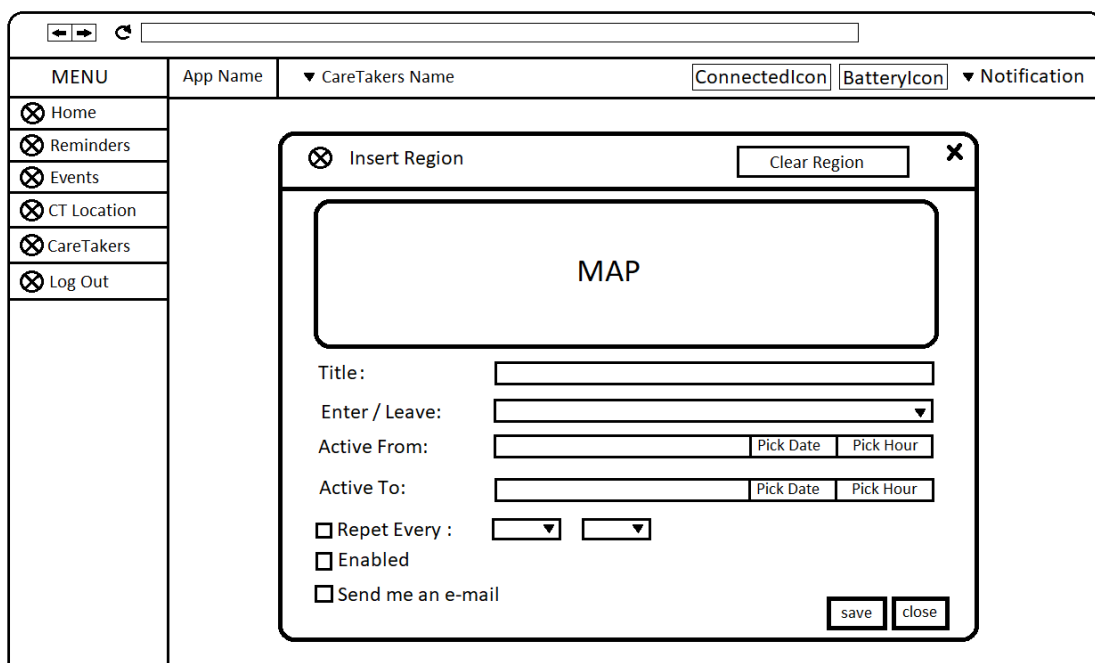 MENU App Name CareTakers Name ConnectedIcon BatteryIcon Notification
Home
Reminders
Events
CT Location
CareTakers
Log Out
Insert Region Clear Region
MAP
Title:
Enter / Leave:
Active From: Pick Date Pick Hour
Active To: Pick Date Pick Hour
Repet Every :
Enabled
Send me an e-mail
save close